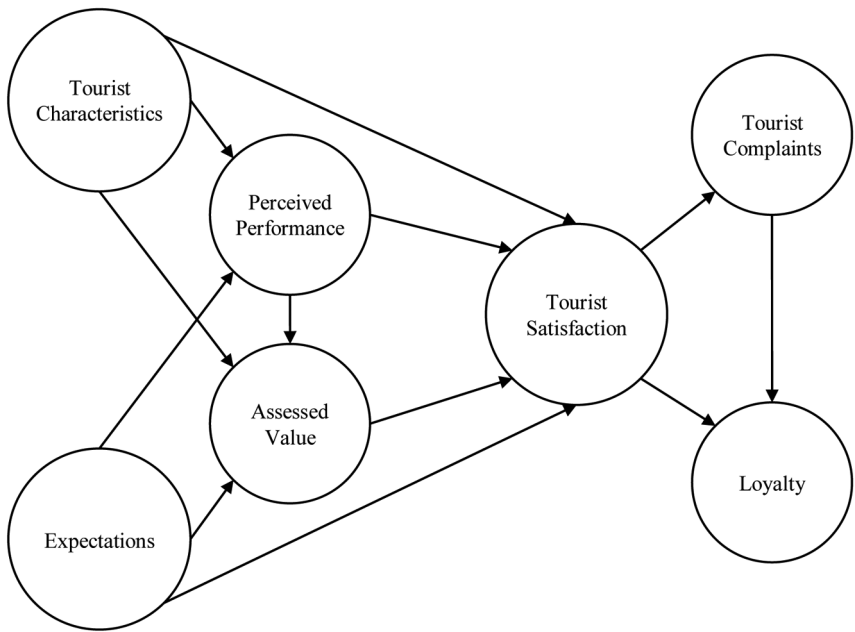 Tourist
Characteristics
Perceived
Performance
Assessed
Value
Expectations
Tourist
Satisfaction
Tourist
Complaints
Loyalty